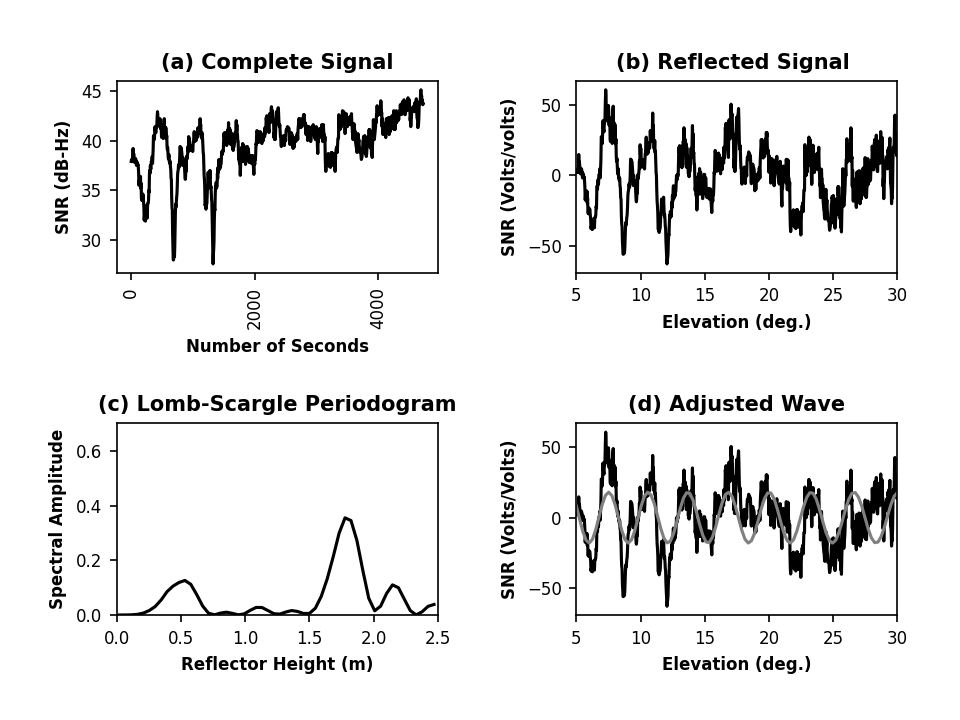 (a) Complete Signal
SNR (dB-Hz)
45
40
35
30
0
2000
4000
Number of Seconds
(b) Reflected Signal
SNR (Volts/volts)
50
0
−50
5
10
15
20
25
30
Elevation (deg.)
(c) Lomb-Scargle Periodogram
Spectral Amplitude
0.6
0.4
0.2
0.0
0.0
0.5
1.0
1.5
2.0
2.5
Reflector Height (m)
(d) Adjusted Wave
SNR (Volts/Volts)
50
0
−50
5
10
15
20
25
30
Elevation (deg.)